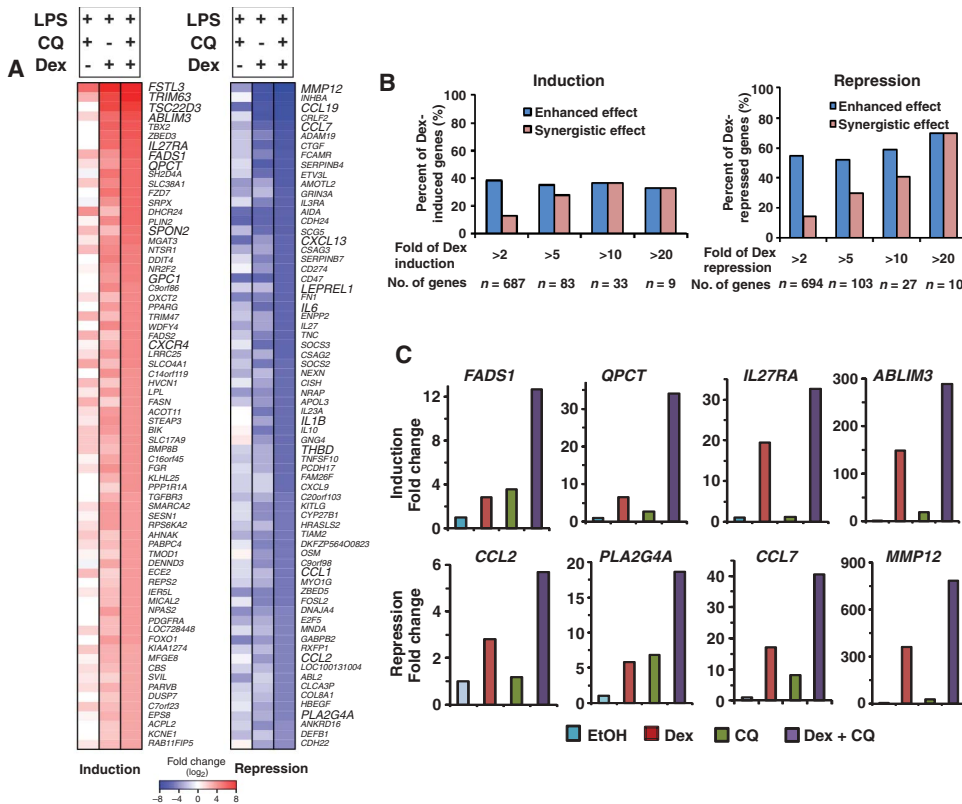 LPS + + + + + +
CQ + - + + - +
Dex - + + - + +
A
FSTL3
TRIM63
TSC22D3
ABLIM3
TBX2
ZBED3
IL27RA
FADS1
QPCT
SH2D4A
SLC38A1
FZD7
SRPX
DHCR24
PLIN2
SPON2
MGAT3
NTSR1
DDIT4
NR2F2
GPC1
C9orf86
OXCT2
PPARG
TRIM47
WDFY4
FADS2
CXCR4
LRRC25
SLCO4A1
C14orf119
HVCN1
LPL
FASN
ACOT11
STEAP3
BIK
SLC17A9
BMP8B
C16orf45
FGR
KLHL25
PPP1R1A
TGFBR3
SMARCA2
SESN1
RPS6KA2
AHNAK
PABPC4
TMOD1
DENND3
ECE2
REPS2
IER5L
MICAL2
NPAS2
PDGFRA
LOC728448
FOXO1
KIAA1274
MFGE8
CBS
SVIL
PARVB
DUSP7
C7orf23
EPS8
ACPL2
KCNE1
RAB11FIP5
MMP12
INHBA
CCL19
CRLF2
CCL7
ADAM19
CTGF
FCAMR
SERPINB4
ETV3L
AMOTL2
GRIN3A
IL3RA
AIDA
CDH24
SCG5
CXCL13
CSAG3
SERPINB7
CD274
CD47
LEPREL1
FN1
IL6
ENPP2
IL27
TNC
SOCS3
CSAG2
SOCS2
NEXN
CISH
NRAP
APOL3
IL23A
IL1B
IL10
GNG4
THBD
TNFSF10
PCDH17
FAM26F
CXCL9
C20orf103
KITLG
CYP27B1
HRASLS2
TIAM2
DKFZP564O0823
OSM
C9orf98
CCL1
MYO1G
ZBED5
FOSL2
DNAJA4
E2F5
MNDA
GABPB2
RXFP1
CCL2
LOC100131004
ABL2
CLCA3P
COL8A1
HBEGF
PLA2G4A
ANKRD16
DEFB1
CDH22
Induction
Fold change
(log2)
Repression
-8 -4 0 4 8
B
Induction
Percent of Dex-
induced genes (%)
100
80
60
40
20
0
Enhanced effect
Synergistic effect
Fold of Dex
induction
>2 >5 >10 >20
No. of genes n = 687 n = 83 n = 33 n = 9
Repression
Percent of Dex-
repressed genes (%)
100
80
60
40
20
0
Enhanced effect
Synergistic effect
Fold of Dex
repression
>2 >5 >10 >20
No. of genes n = 694 n = 103 n = 27 n = 10
C
Induction
Fold change
FADS1
12
8
4
0
QPCT
30
20
10
0
IL27RA
30
20
10
0
ABLIM3
300
200
100
0
Repression
Fold change
CCL2
6
4
2
0
PLA2G4A
20
15
10
5
0
CCL7
50
40
30
20
10
0
MMP12
900
600
300
0
EtOH Dex CQ Dex + CQ